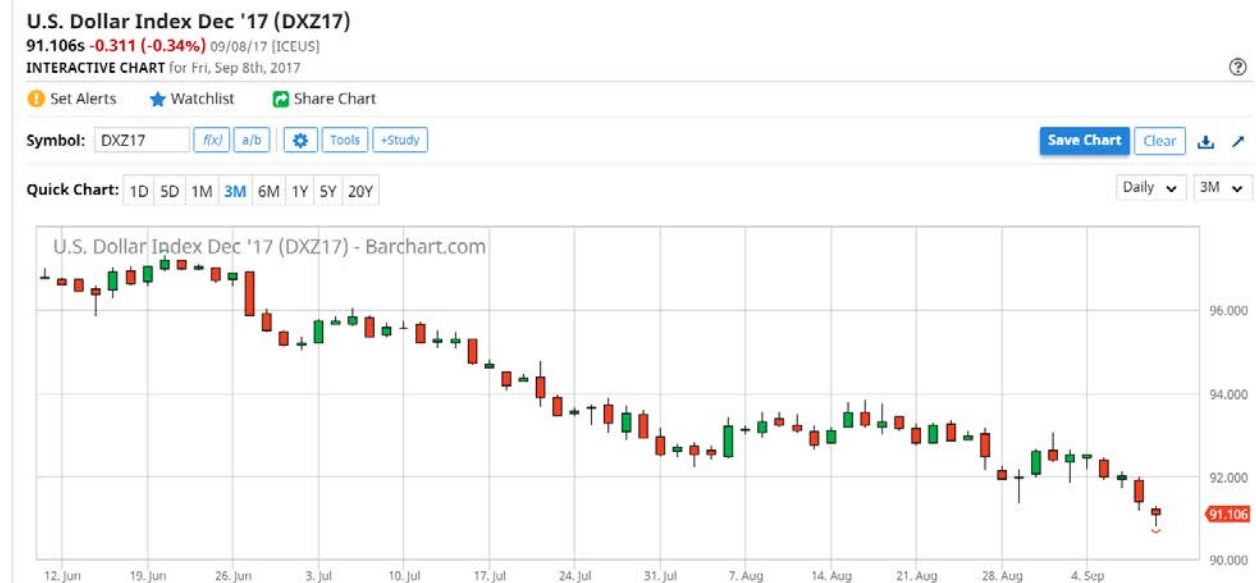 U.S. Dollar Index Dec '17 (DXZ17)
91.106s -0.311 (-0.34%) 09/08/17 [ICEUS]
INTERACTIVE CHART for Fri, Sep 8th, 2017
?
! Set Alerts Watchlist Share Chart
Symbol: DXZ17 f(x) a/b Tools +Study Save Chart Clear
Quick Chart: 1D 5D 1M 3M 6M 1Y 5Y 20Y Daily 3M
U.S. Dollar Index Dec '17 (DXZ17) - Barchart.com
96.000
94.000
92.000
91.106
90.000
12. Jun 19. Jun 26. Jun 3. Jul 10. Jul 17. Jul 24. Jul 31. Jul 7. Aug 14. Aug 21. Aug 28. Aug 4. Sep